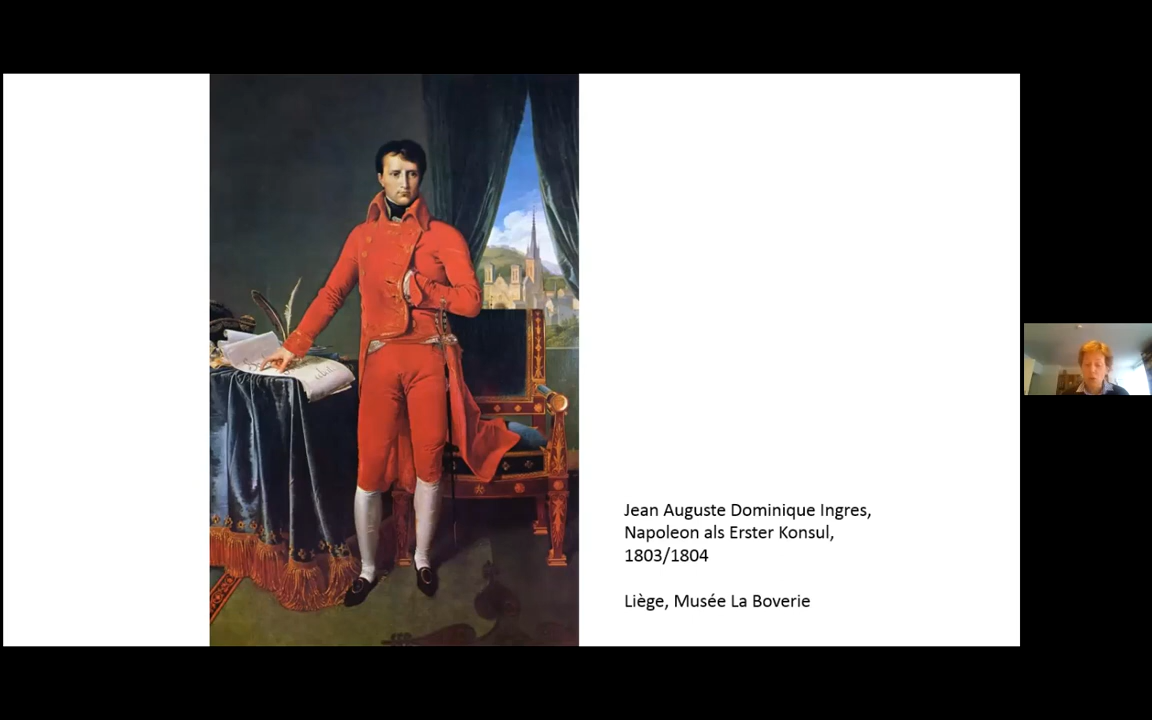 Jean Auguste Dominique Ingres,
Napoleon als Erster Konsul,
1803/1804
Liège, Musée La Boverie